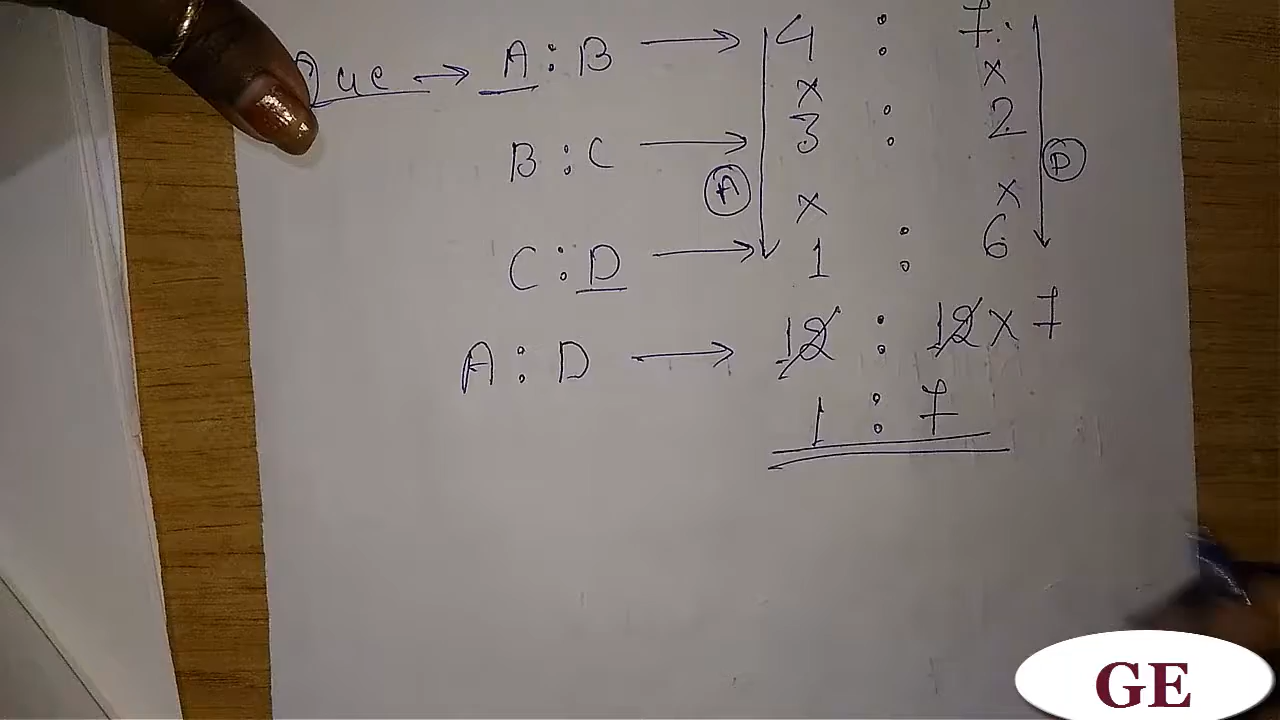 Que → A : B → 4 : 7.
x x
B : C → 3 : 2
A x x D
C : D → 1 : 6
A : D → 12 : 12 x 7
1 : 7
GE